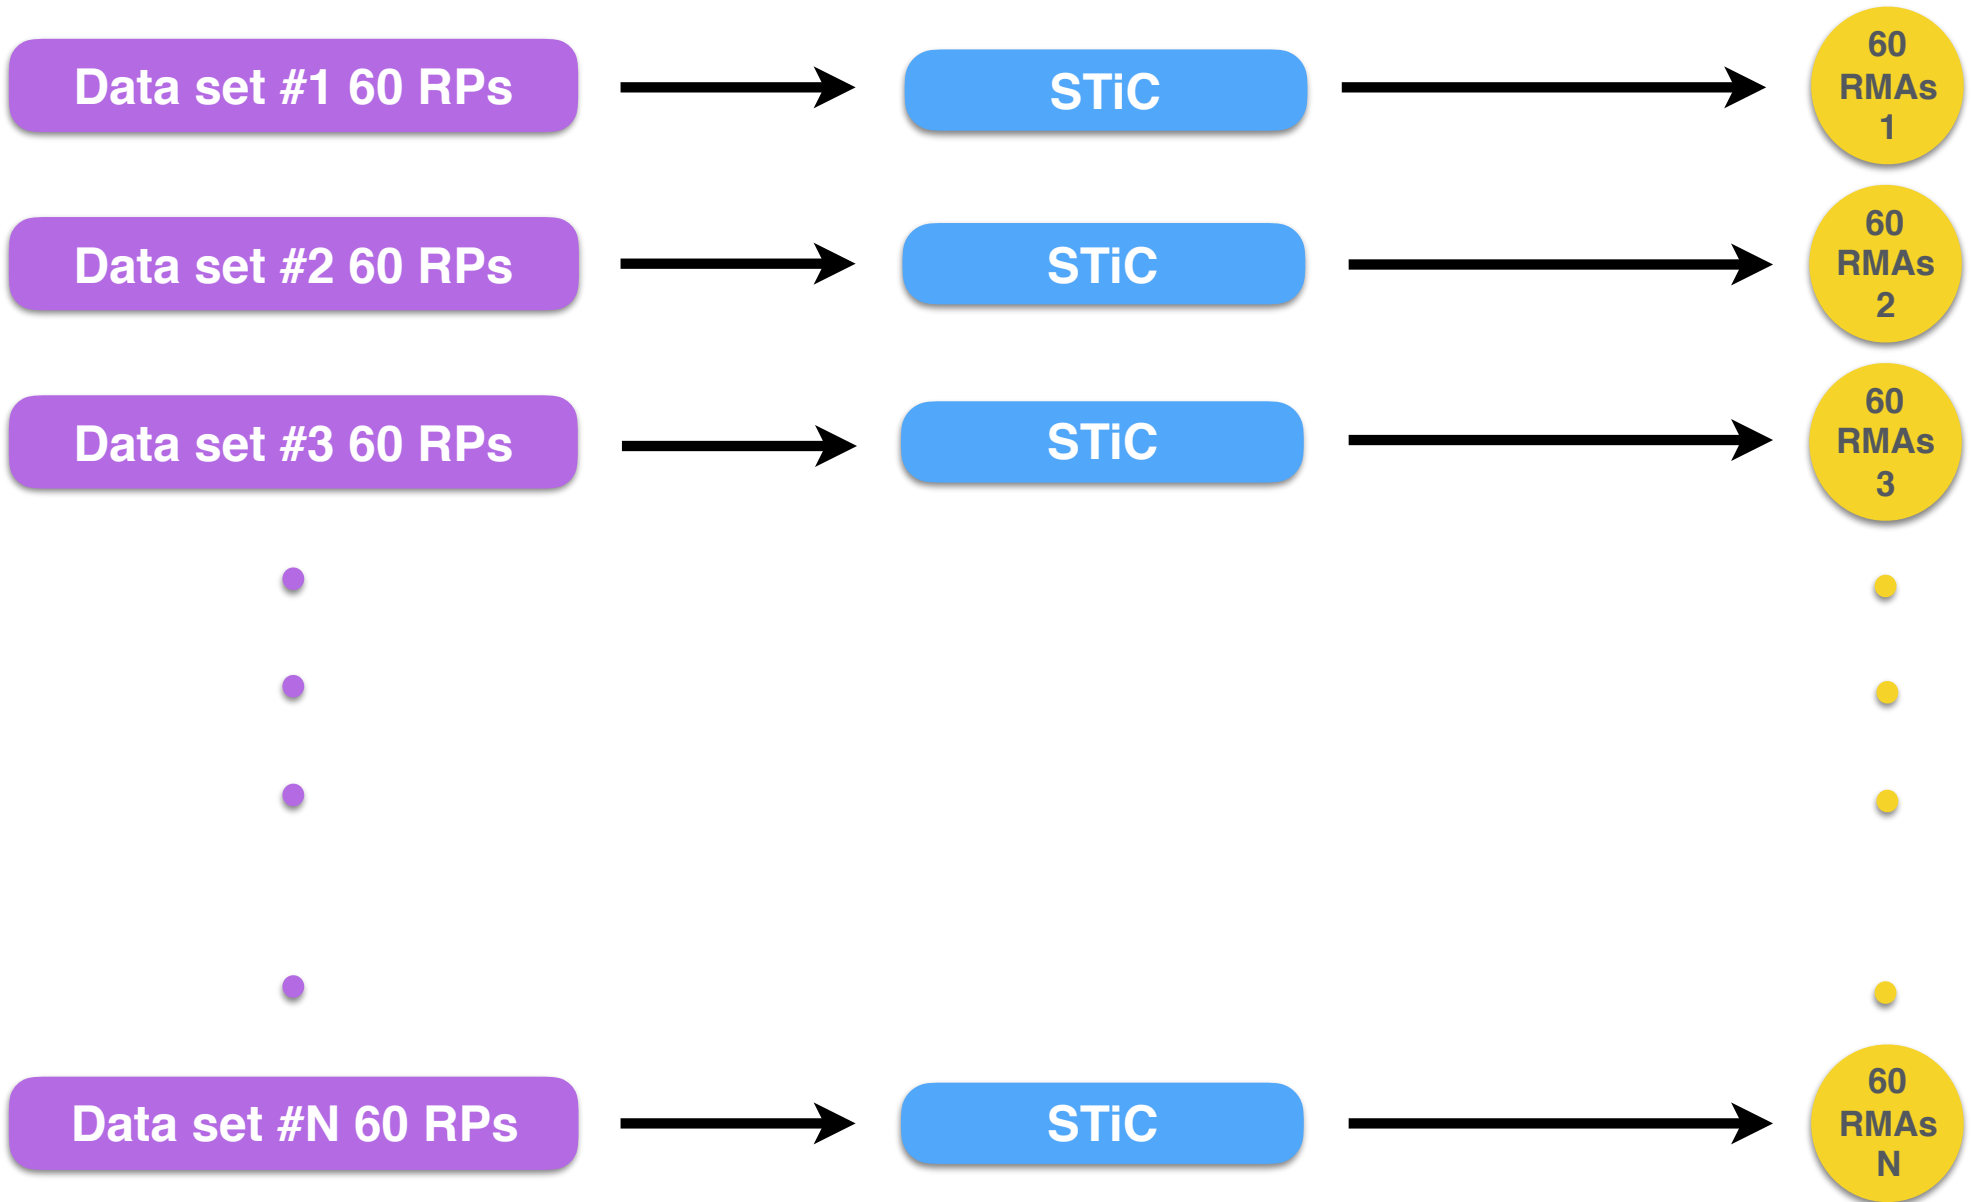 Data set #1 60 RPs
STiC
60
RMAs
1
Data set #2 60 RPs
STiC
60
RMAs
2
Data set #3 60 RPs
STiC
60
RMAs
3
Data set #N 60 RPs
STiC
60
RMAs
N